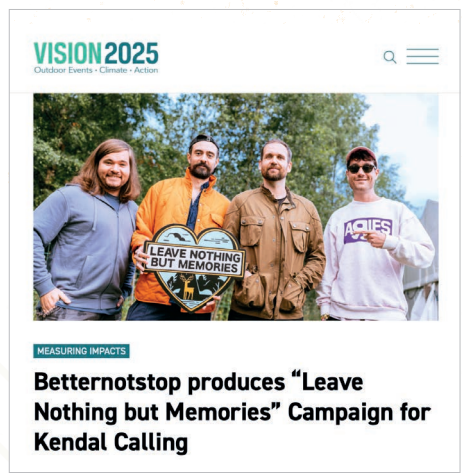 VISION2025
Outdoor Events • Climate • Action
LEAVE NOTHING
BUT MEMORIES
ACIES
MEASURING IMPACTS
Betternotstop produces “Leave
Nothing but Memories” Campaign for
Kendal Calling